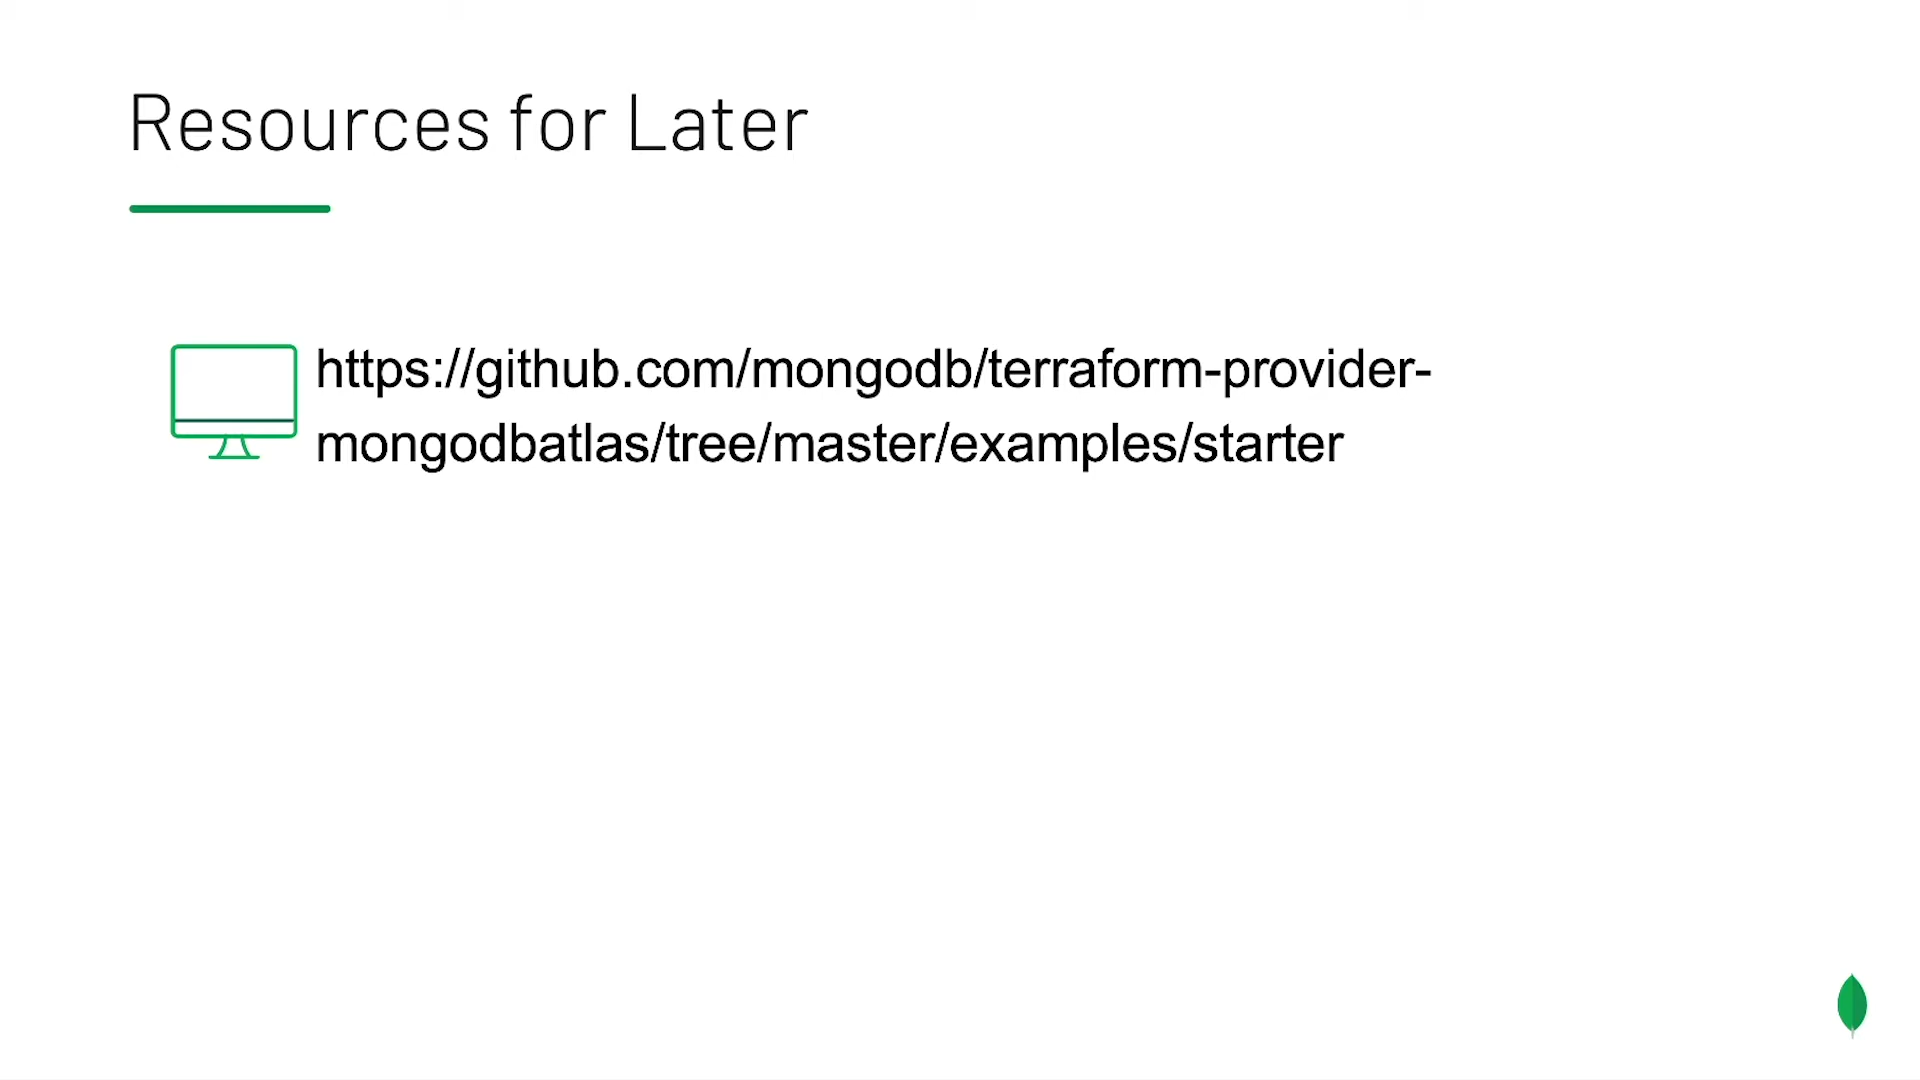 Resources for Later
https://github.com/mongodb/terraform-provider-
mongodbatlas/tree/master/examples/starter